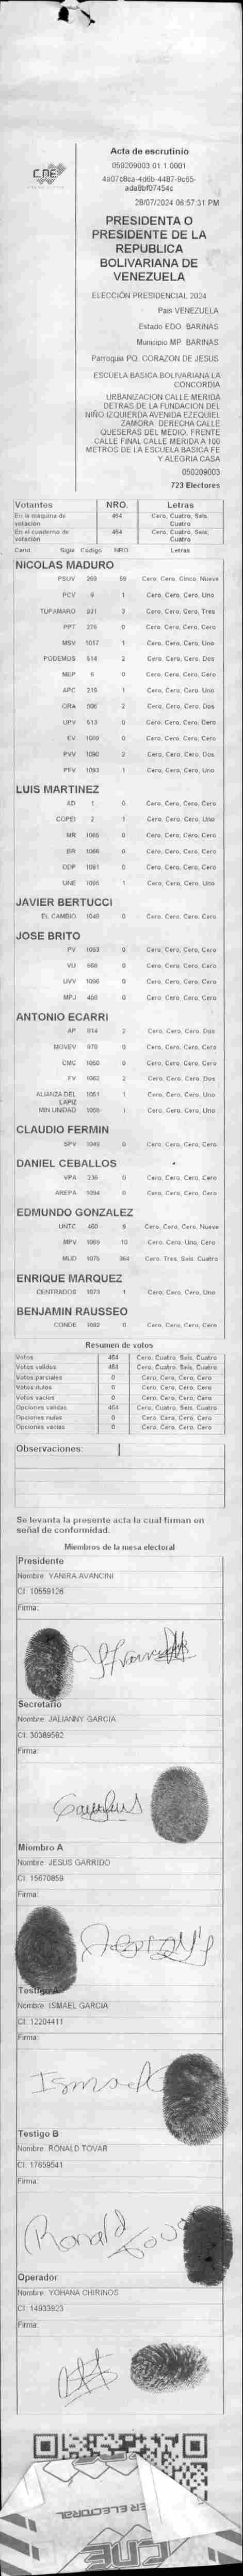 CNE
Acta de escrutinio
050209003.01.1.0001
4a07c8ca-4d6b-4487-9c65-
ada6bf07454c
28/07/2024 06:57:31 PM
PRESIDENTA O
PRESIDENTE DE LA
REPUBLICA
BOLIVARIANA DE
VENEZUELA
ELECCIÓN PRESIDENCIAL 2024
Pais VENEZUELA
Estado EDO. BARINAS
Municipio MP. BARINAS
Parroquia PQ. CORAZON DE JESUS
ESCUELA BASICA BOLIVARIANA LA
CONCORDIA
URBANIZACION CALLE MERIDA
DETRAS DE LA FUNDACION DEL
NIÑO IZQUIERDA AVENIDA EZEQUIEL
ZAMORA. DERECHA CALLE
QUESERAS DEL MEDIO. FRENTE
CALLE FINAL CALLE MERIDA A 100
METROS DE LA ESCUELA BASICA FE
Y ALEGRIA CASA
050209003
723 Electores
Votantes NRO. Letras
En la maquina de votación 464 Cero, Cuatro, Seis, Cuatro
En el cuaderno de votación 464 Cero, Cuatro, Seis, Cuatro
Cand. Sigla Código NRO Letras
NICOLAS MADURO
PSUV 269 59 Cero, Cero, Cinco, Nueve
PCV 9 1 Cero, Cero, Cero, Uno
TUPAMARO 921 3 Cero, Cero, Cero, Tres
PPT 276 0 Cero, Cero, Cero, Cero
MSV 1017 1 Cero, Cero, Cero, Uno
PODEMOS 514 2 Cero, Cero, Cero, Dos
MEP 6 0 Cero, Cero, Cero, Cero
APC 219 1 Cero, Cero, Cero, Uno
ORA 906 2 Cero, Cero, Cero, Dos
UPV 613 0 Cero, Cero, Cero, Cero
EV 1089 0 Cero, Cero, Cero, Cero
PVV 1090 2 Cero, Cero, Cero, Dos
PFV 1093 1 Cero, Cero, Cero, Uno
LUIS MARTINEZ
AD 1 0 Cero, Cero, Cero, Cero
COPEI 2 1 Cero, Cero, Cero, Uno
MR 1065 0 Cero, Cero, Cero, Cero
BR 1066 0 Cero, Cero, Cero, Cero
DDP 1091 0 Cero, Cero, Cero, Cero
UNE 1095 1 Cero, Cero, Cero, Uno
JAVIER BERTUCCI
EL CAMBIO 1040 0 Cero, Cero, Cero, Cero
JOSE BRITO
PV 1053 0 Cero, Cero, Cero, Cero
VU 868 0 Cero, Cero, Cero, Cero
UVV 1096 0 Cero, Cero, Cero, Cero
MPJ 450 0 Cero, Cero, Cero, Cero
ANTONIO ECARRI
AP 814 2 Cero, Cero, Cero, Dos
MOVEV 978 0 Cero, Cero, Cero, Cero
CMC 1050 0 Cero, Cero, Cero, Cero
FV 1062 2 Cero, Cero, Cero, Dos
ALIANZA DEL LAPIZ 1051 1 Cero, Cero, Cero, Uno
MIN UNIDAD 1069 1 Cero, Cero, Cero, Uno
CLAUDIO FERMIN
SPV 1049 0 Cero, Cero, Cero, Cero
DANIEL CEBALLOS
VPA 336 0 Cero, Cero, Cero, Cero
AREPA 1094 0 Cero, Cero, Cero, Cero
EDMUNDO GONZALEZ
UNTC 460 9 Cero, Cero, Cero, Nueve
MPV 1009 10 Cero, Cero, Uno, Cero
MUD 1075 364 Cero, Tres, Seis, Cuatro
ENRIQUE MARQUEZ
CENTRADOS 1073 1 Cero, Cero, Cero, Uno
BENJAMIN RAUSSEO
CONDE 1082 0 Cero, Cero, Cero, Cero
Resumen de votos
Votos 464 Cero, Cuatro, Seis, Cuatro
Votos validos 464 Cero, Cuatro, Seis, Cuatro
Votos parciales 0 Cero, Cero, Cero, Cero
Votos nulos 0 Cero, Cero, Cero, Cero
Votos vacios 0 Cero, Cero, Cero, Cero
Opciones validas 464 Cero, Cuatro, Seis, Cuatro
Opciones nulas 0 Cero, Cero, Cero, Cero
Opciones vacias 0 Cero, Cero, Cero, Cero
Observaciones:
Se levanta la presente acta la cual firman en
señal de conformidad.
Miembros de la mesa electoral
Presidente
Nombre: YANIRA AVANCINI
CI: 10559126
Firma:
Secretario
Nombre: JALIANNY GARCIA
CI: 30389582
Firma:
Miembro A
Nombre: JESUS GARRIDO
CI: 15670859
Firma:
Testigo A
Nombre: ISMAEL GARCIA
CI: 12204411
Firma:
Ismael
Testigo B
Nombre: RONALD TOVAR
CI: 17659541
Firma:
Ronald Tovar
Operador
Nombre: YOHANA CHIRINOS
CI: 14933923
Firma:
ER ELECTORAL
CNE